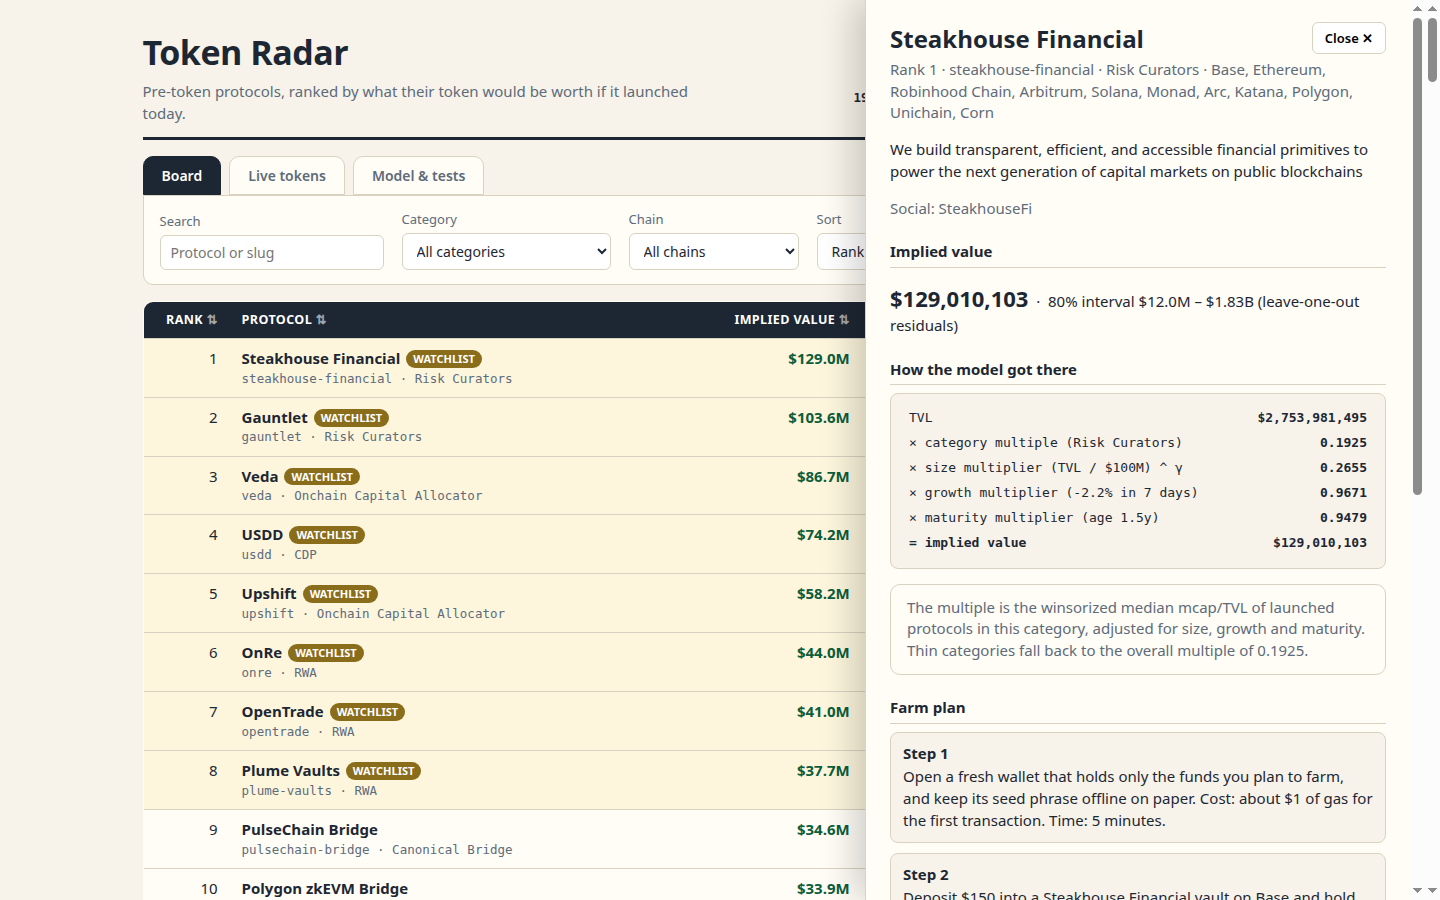 Token Radar
Pre-token protocols, ranked by what their token would be worth if it launched
today.
19
Board
Live tokens
Model & tests
Search
Category
Chain
Sort
Protocol or slug
All categories
All chains
Rank
RANK ⇅ PROTOCOL ⇅ IMPLIED VALUE ⇅
1 Steakhouse Financial WATCHLIST $129.0M
steakhouse-financial · Risk Curators
2 Gauntlet WATCHLIST $103.6M
gauntlet · Risk Curators
3 Veda WATCHLIST $86.7M
veda · Onchain Capital Allocator
4 USDD WATCHLIST $74.2M
usdd · CDP
5 Upshift WATCHLIST $58.2M
upshift · Onchain Capital Allocator
6 OnRe WATCHLIST $44.0M
onre · RWA
7 OpenTrade WATCHLIST $41.0M
opentrade · RWA
8 Plume Vaults WATCHLIST $37.7M
plume-vaults · RWA
9 PulseChain Bridge $34.6M
pulsechain-bridge · Canonical Bridge
10 Polygon zkEVM Bridge $33.9M
Steakhouse Financial
Close ✕
Rank 1 · steakhouse-financial · Risk Curators · Base, Ethereum,
Robinhood Chain, Arbitrum, Solana, Monad, Arc, Katana, Polygon,
Unichain, Corn
We build transparent, efficient, and accessible financial primitives to
power the next generation of capital markets on public blockchains
Social: SteakhouseFi
Implied value
$129,010,103 · 80% interval $12.0M – $1.83B (leave-one-out
residuals)
How the model got there
TVL $2,753,981,495
× category multiple (Risk Curators) 0.1925
× size multiplier (TVL / $100M) ^ γ 0.2655
× growth multiplier (-2.2% in 7 days) 0.9671
× maturity multiplier (age 1.5y) 0.9479
= implied value $129,010,103
The multiple is the winsorized median mcap/TVL of launched
protocols in this category, adjusted for size, growth and maturity.
Thin categories fall back to the overall multiple of 0.1925.
Farm plan
Step 1
Open a fresh wallet that holds only the funds you plan to farm,
and keep its seed phrase offline on paper. Cost: about $1 of gas for
the first transaction. Time: 5 minutes.
Step 2
Deposit $150 into a Steakhouse Financial vault on Base and hold